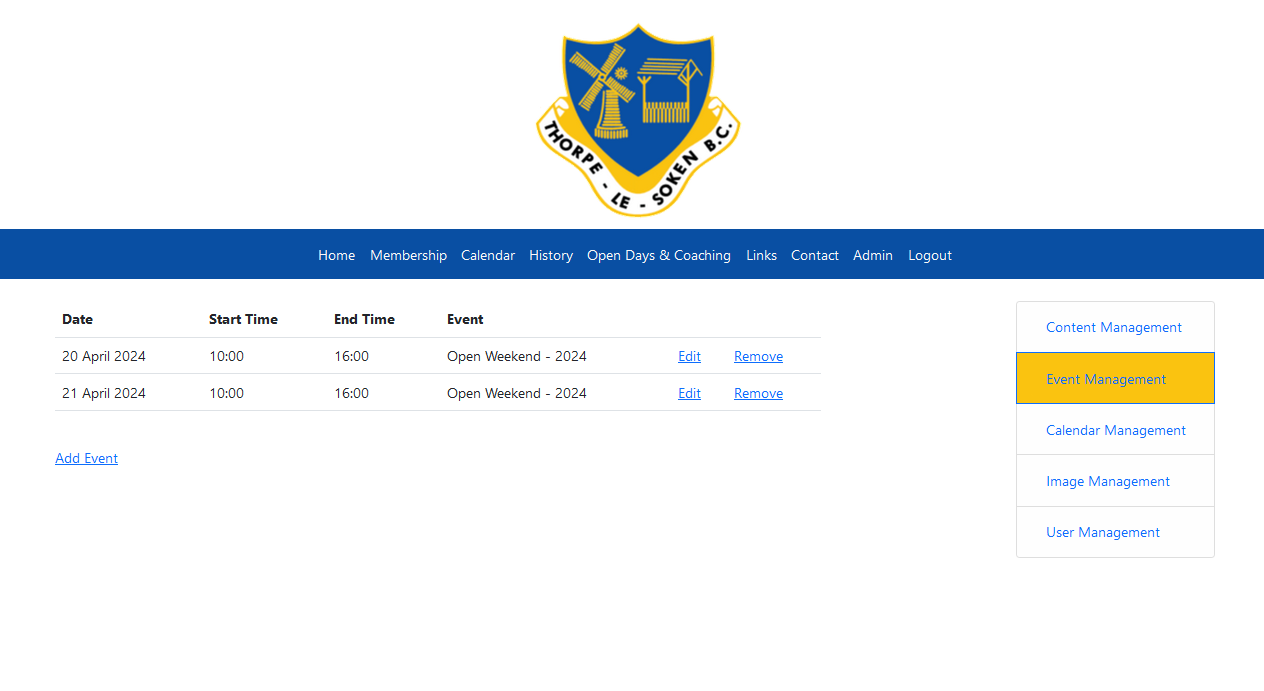 THORPE - LE - SOKEN B.C.
Home Membership Calendar History Open Days & Coaching Links Contact Admin Logout
Date Start Time End Time Event
20 April 2024 10:00 16:00 Open Weekend - 2024 Edit Remove
21 April 2024 10:00 16:00 Open Weekend - 2024 Edit Remove
Add Event
Content Management
Event Management
Calendar Management
Image Management
User Management